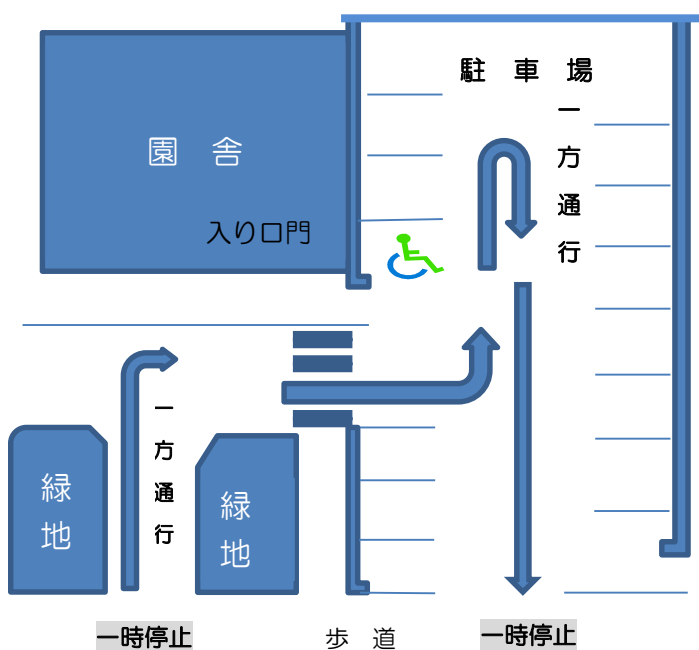 駐車場
一方通行
園舎
入り口門
一方通行
緑地
緑地
一時停止
歩道
一時停止